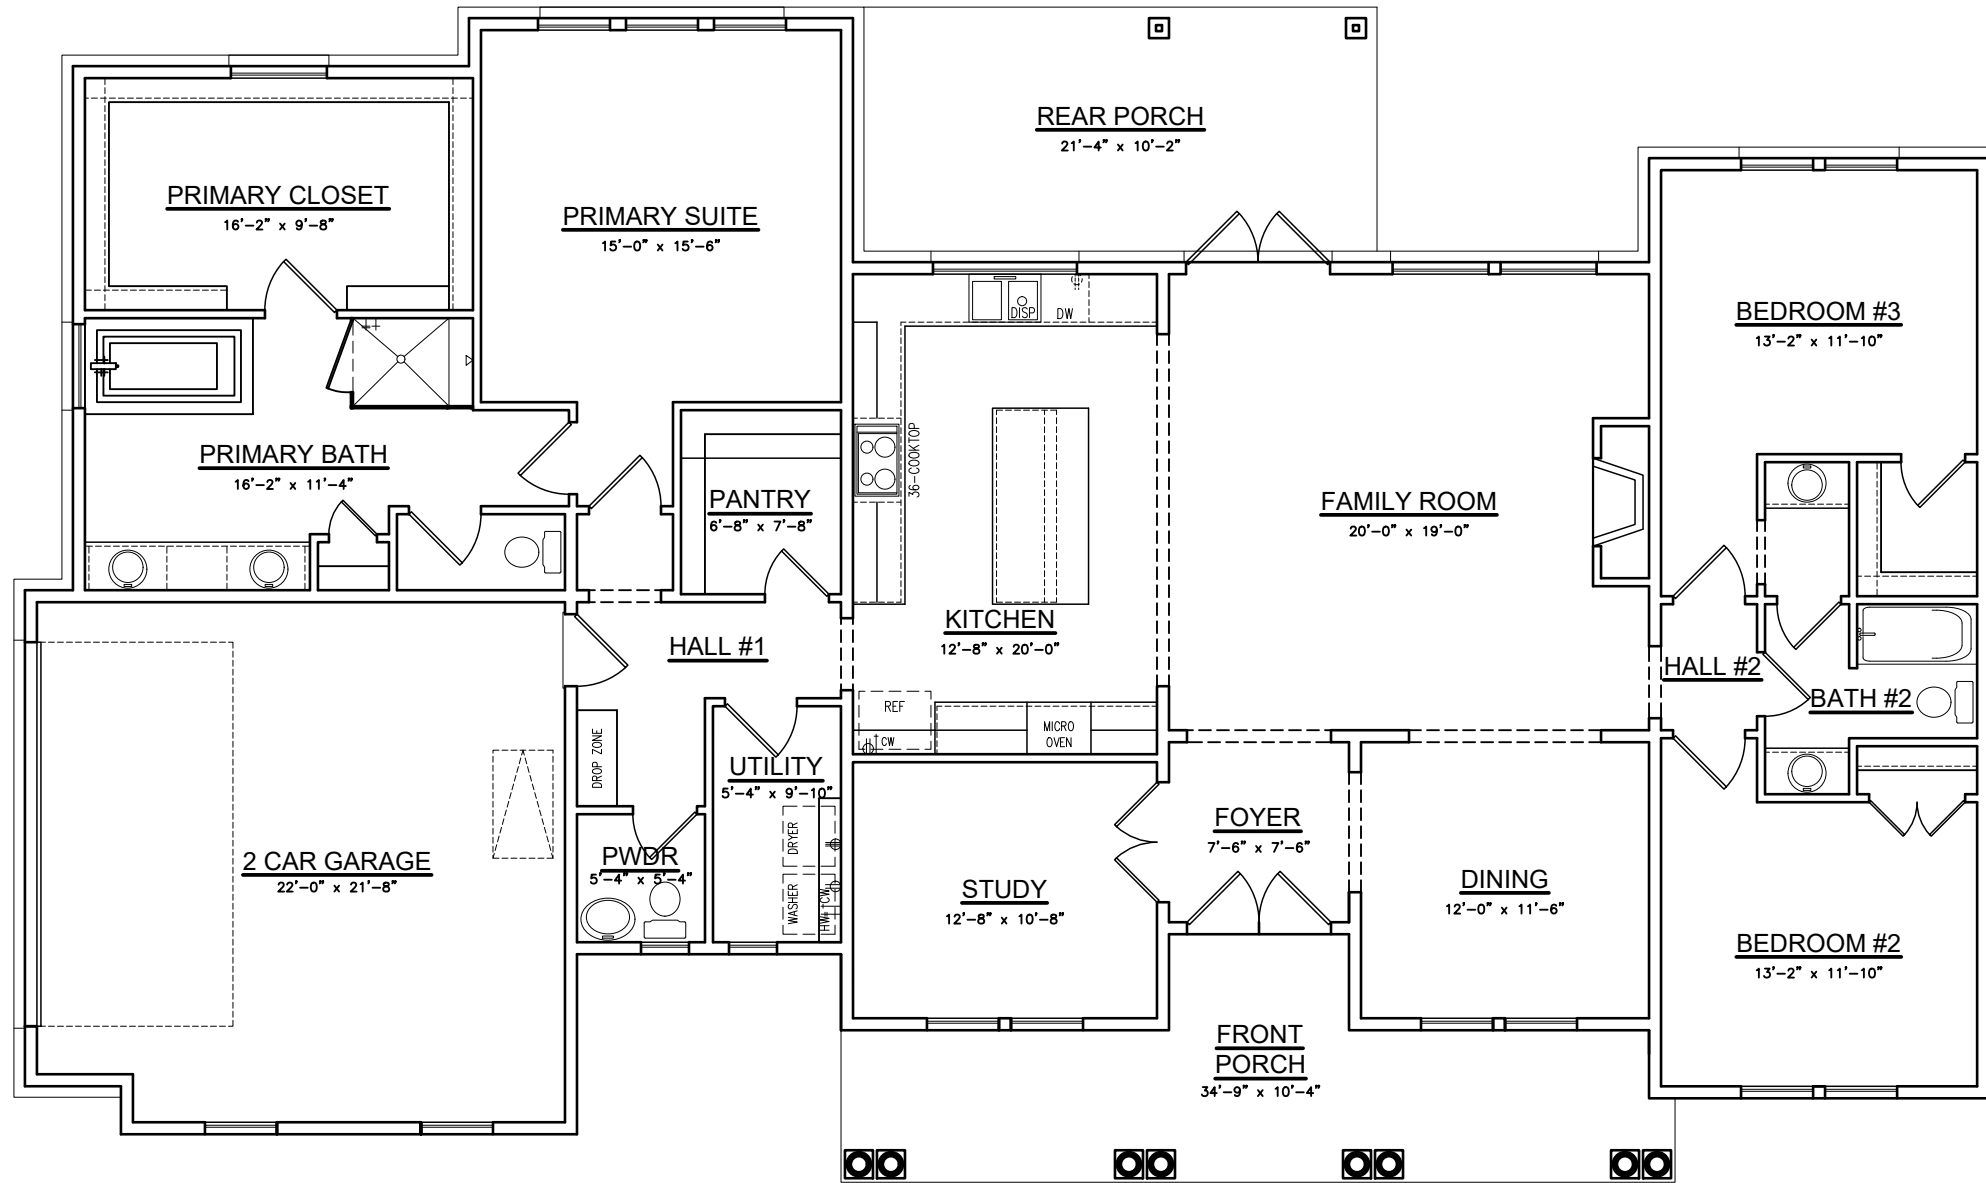 REAR PORCH
21'-4" x 10'-2"
PRIMARY CLOSET
16'-2" x 9'-8"
PRIMARY SUITE
15'-0" x 15'-6"
DISP
DW
BEDROOM #3
13'-2" x 11'-10"
PRIMARY BATH
16'-2" x 11'-4"
PANTRY
6'-8" x 7'-8"
36-COOKTOP
FAMILY ROOM
20'-0" x 19'-0"
KITCHEN
12'-8" x 20'-0"
HALL #1
HALL #2
BATH #2
REF
CW
MICRO
OVEN
DROP ZONE
UTILITY
5'-4" x 9'-10"
DRYER
WASHER
HW
CW
FOYER
7'-6" x 7'-6"
2 CAR GARAGE
22'-0" x 21'-8"
PWDR
5'-4" x 5'-4"
STUDY
12'-8" x 10'-8"
DINING
12'-0" x 11'-6"
BEDROOM #2
13'-2" x 11'-10"
FRONT
PORCH
34'-9" x 10'-4"